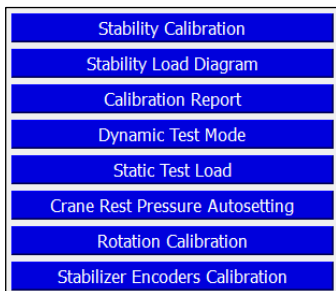 Stability Calibration
Stability Load Diagram
Calibration Report
Dynamic Test Mode
Static Test Load
Crane Rest Pressure Autosetting
Rotation Calibration
Stabilizer Encoders Calibration